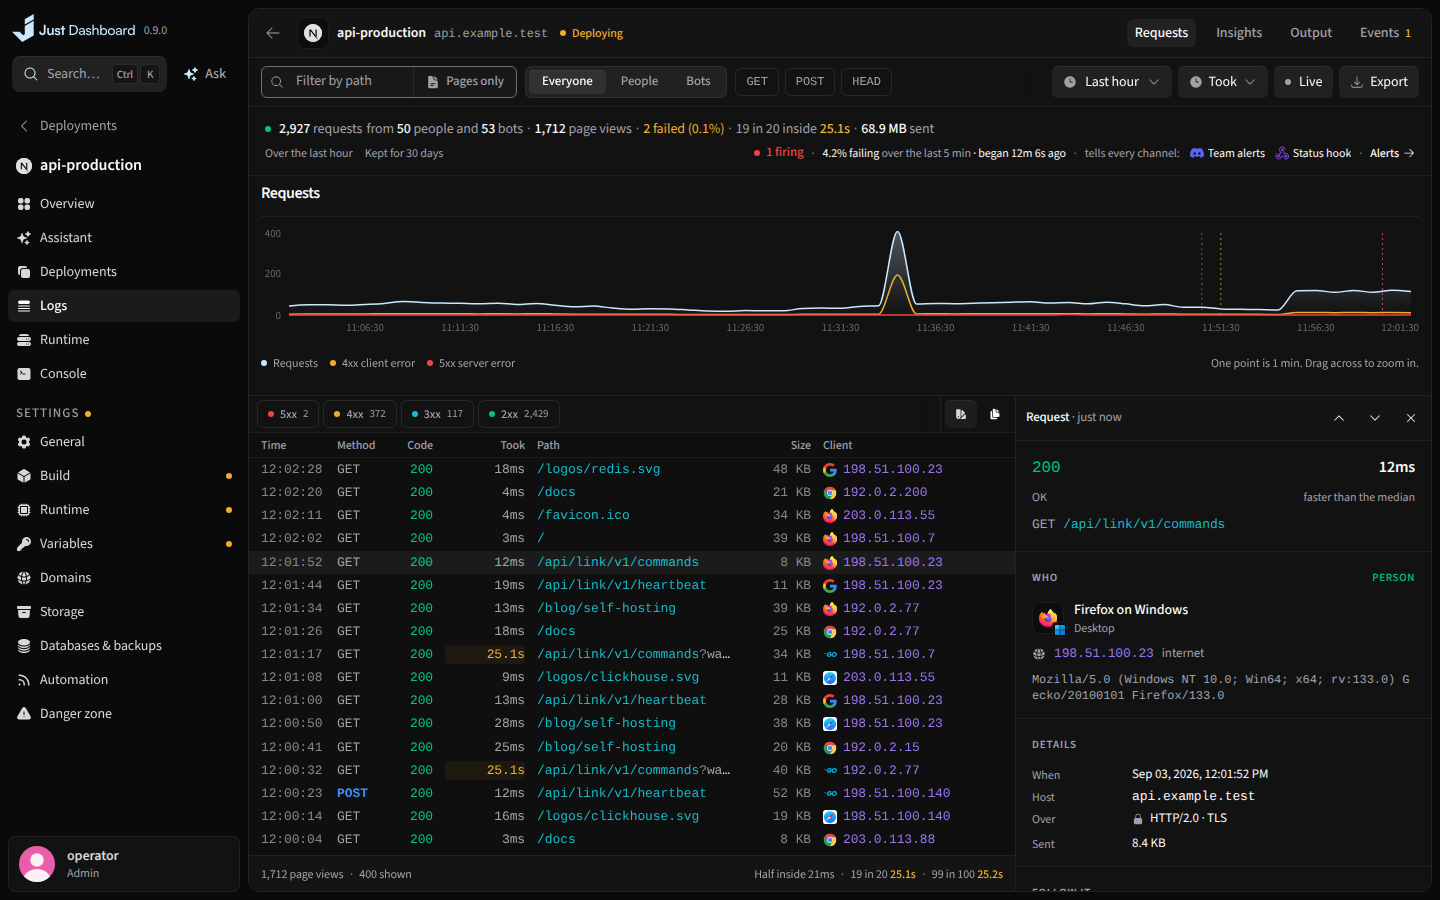 Just Dashboard 0.9.0
Search... Ctrl K Ask
Deployments
N api-production
Overview
Assistant
Deployments
Logs
Runtime
Console
SETTINGS
General
Build
Runtime
Variables
Domains
Storage
Databases & backups
Automation
Danger zone
operator
Admin
N api-production api.example.test Deploying
Requests Insights Output Events 1
Filter by path Pages only Everyone People Bots GET POST HEAD Last hour Took Live Export
2,927 requests from 50 people and 53 bots · 1,712 page views · 2 failed (0.1%) · 19 in 20 inside 25.1s · 68.9 MB sent
Over the last hour Kept for 30 days
1 firing · 4.2% failing over the last 5 min · began 12m 6s ago · tells every channel: Team alerts Status hook · Alerts →
Requests
400
200
0
11:06:30 11:11:30 11:16:30 11:21:30 11:26:30 11:31:30 11:36:30 11:41:30 11:46:30 11:51:30 11:56:30 12:01:30
Requests 4xx client error 5xx server error
One point is 1 min. Drag across to zoom in.
5xx 2 4xx 372 3xx 117 2xx 2,429
Time Method Code Took Path Size Client
12:02:28 GET 200 18ms /logos/redis.svg 48 KB 198.51.100.23
12:02:20 GET 200 4ms /docs 21 KB 192.0.2.200
12:02:11 GET 200 4ms /favicon.ico 34 KB 203.0.113.55
12:02:02 GET 200 3ms / 39 KB 198.51.100.7
12:01:52 GET 200 12ms /api/link/v1/commands 8 KB 198.51.100.23
12:01:44 GET 200 19ms /api/link/v1/heartbeat 11 KB 198.51.100.23
12:01:34 GET 200 13ms /blog/self-hosting 39 KB 192.0.2.77
12:01:26 GET 200 18ms /docs 25 KB 192.0.2.77
12:01:17 GET 200 25.1s /api/link/v1/commands?wa… 34 KB 198.51.100.7
12:01:08 GET 200 9ms /logos/clickhouse.svg 11 KB 203.0.113.55
12:01:00 GET 200 13ms /api/link/v1/heartbeat 28 KB 198.51.100.23
12:00:50 GET 200 28ms /blog/self-hosting 38 KB 198.51.100.23
12:00:41 GET 200 25ms /blog/self-hosting 20 KB 192.0.2.15
12:00:32 GET 200 25.1s /api/link/v1/commands?wa… 40 KB 192.0.2.77
12:00:23 POST 200 12ms /api/link/v1/heartbeat 52 KB 198.51.100.140
12:00:14 GET 200 16ms /logos/clickhouse.svg 19 KB 198.51.100.140
12:00:04 GET 200 3ms /docs 8 KB 203.0.113.88
1,712 page views · 400 shown
Half inside 21ms · 19 in 20 25.1s · 99 in 100 25.2s
Request · just now
200 12ms
OK faster than the median
GET /api/link/v1/commands
WHO PERSON
Firefox on Windows
Desktop
198.51.100.23 internet
Mozilla/5.0 (Windows NT 10.0; Win64; x64; rv:133.0) G
ecko/20100101 Firefox/133.0
DETAILS
When Sep 03, 2026, 12:01:52 PM
Host api.example.test
Over HTTP/2.0 · TLS
Sent 8.4 KB